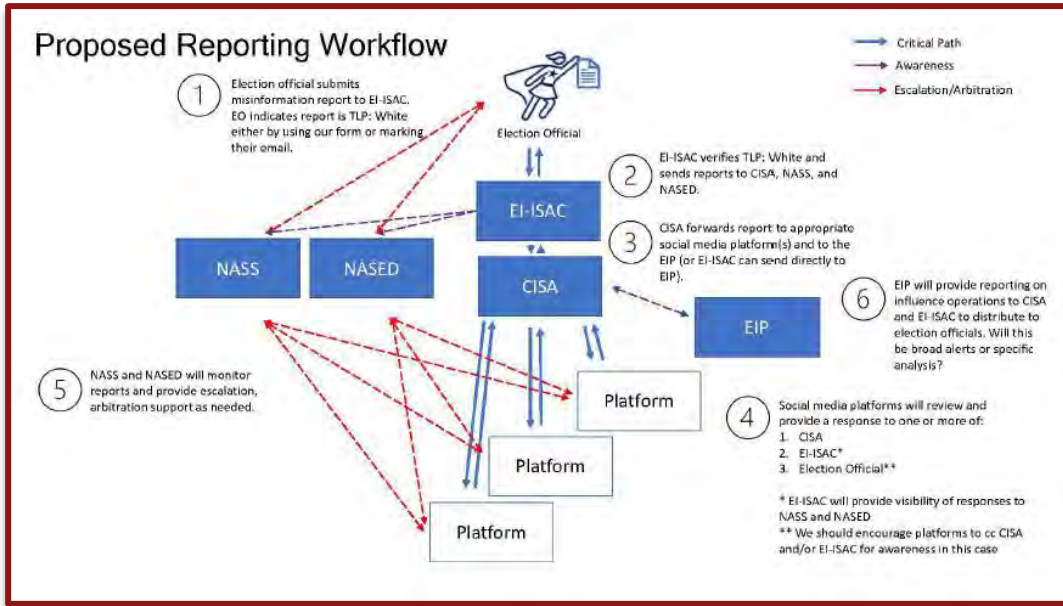 Proposed Reporting Workflow
Critical Path
Awareness
Escalation/Arbitration
1
Election official submits
misinformation report to EI-ISAC.
EO indicates report is TLP: White
either by using our form or marking
their email.
Election Official
2
EI-ISAC verifies TLP: White and
sends reports to CISA, NASS, and
NASED.
EI-ISAC
3
CISA forwards report to appropriate
social media platform(s) and to the
EIP (or EI-ISAC can send directly to
EIP).
NASS
NASED
CISA
EIP
6
EIP will provide reporting on
influence operations to CISA
and EI-ISAC to distribute to
election officials. Will this
be broad alerts or specific
analysis?
5
NASS and NASED will monitor
reports and provide escalation,
arbitration support as needed.
Platform
Platform
Platform
4
Social media platforms will review and
provide a response to one or more of:
1. CISA
2. EI-ISAC*
3. Election Official**
* EI-ISAC will provide visibility of responses to
NASS and NASED
** We should encourage platforms to cc CISA
and/or EI-ISAC for awareness in this case